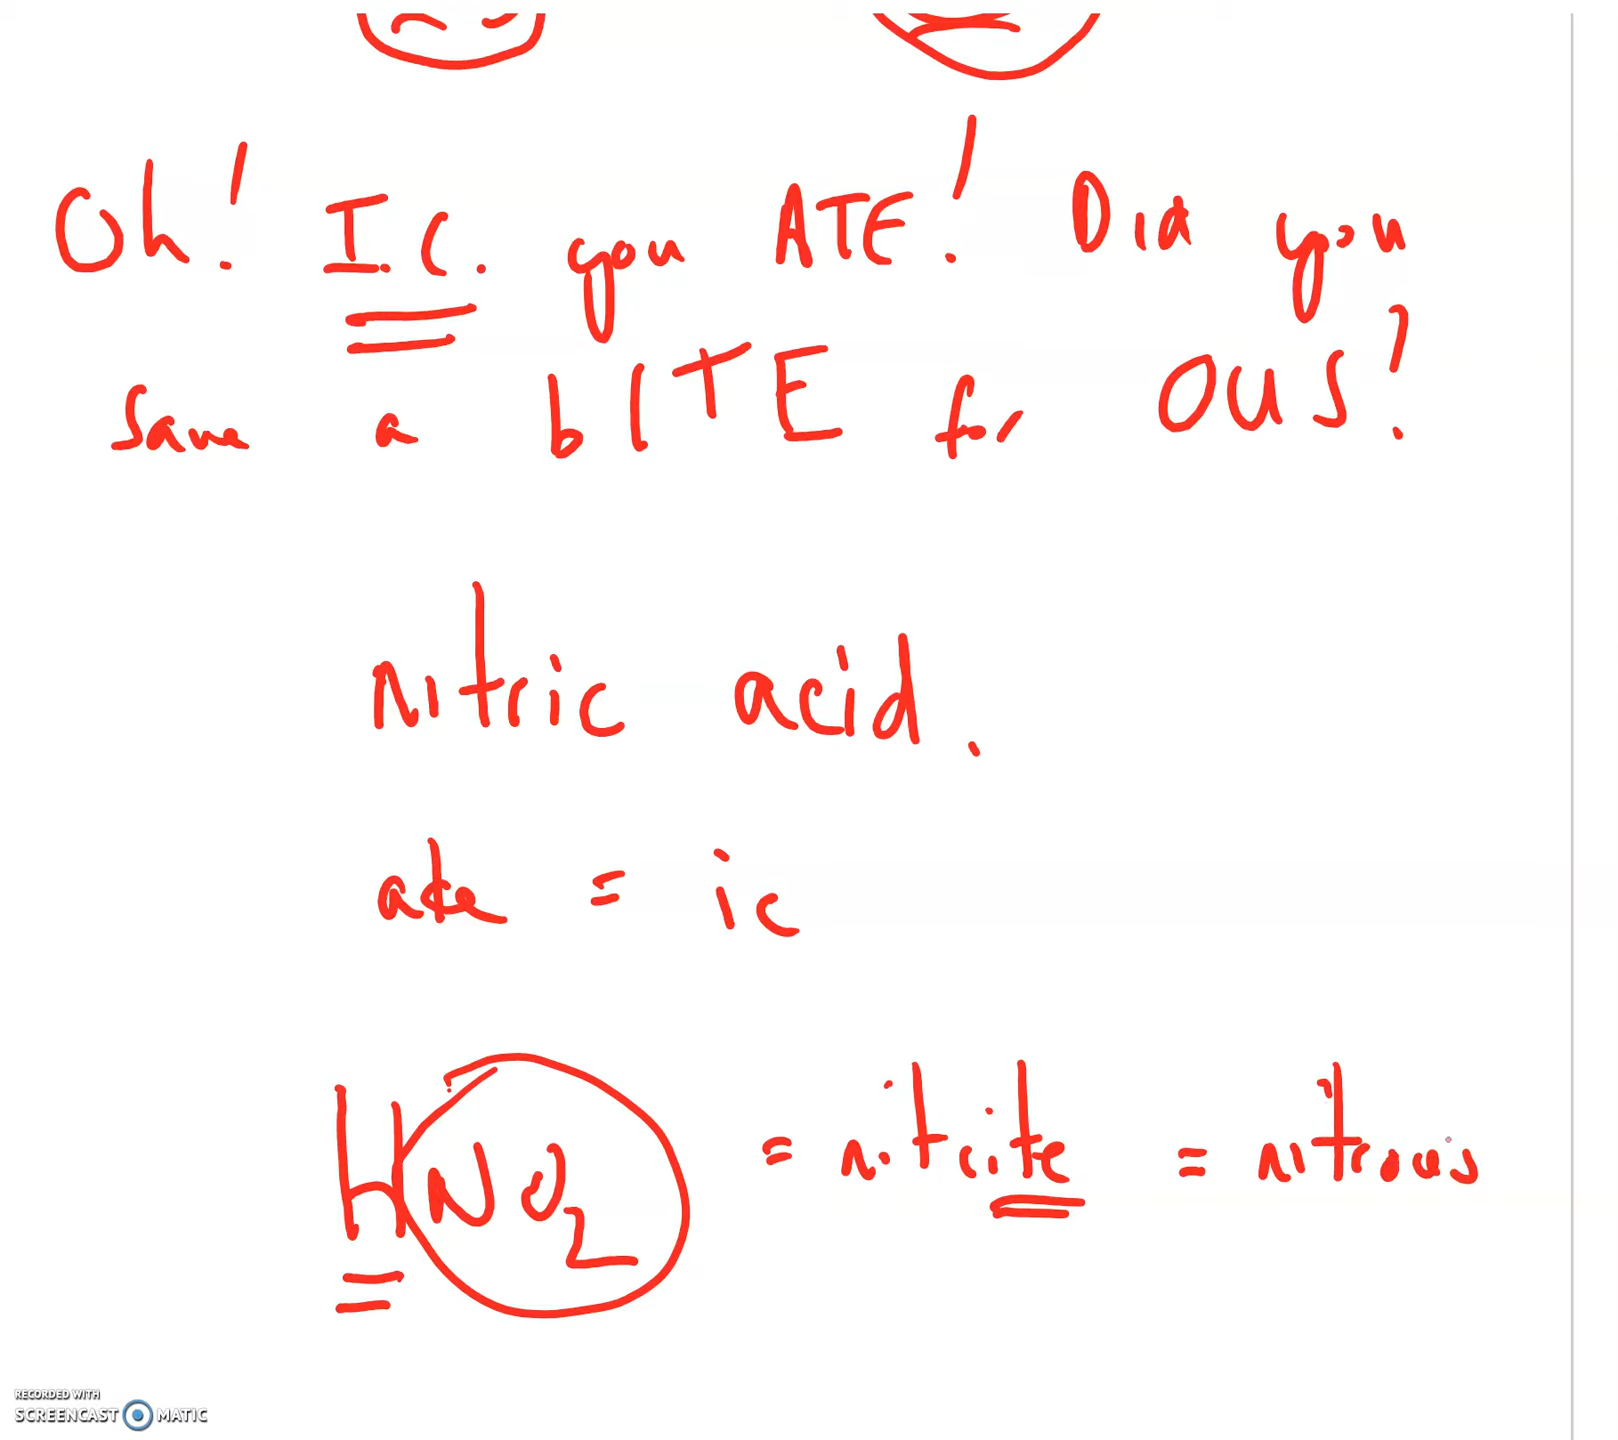 Oh! I.C. you ATE! Did you
save a bITE for OUS?
nitric acid.
ate = ic
HNO2 = nitrite = nitrous
RECORDED WITH
SCREENCAST MATIC